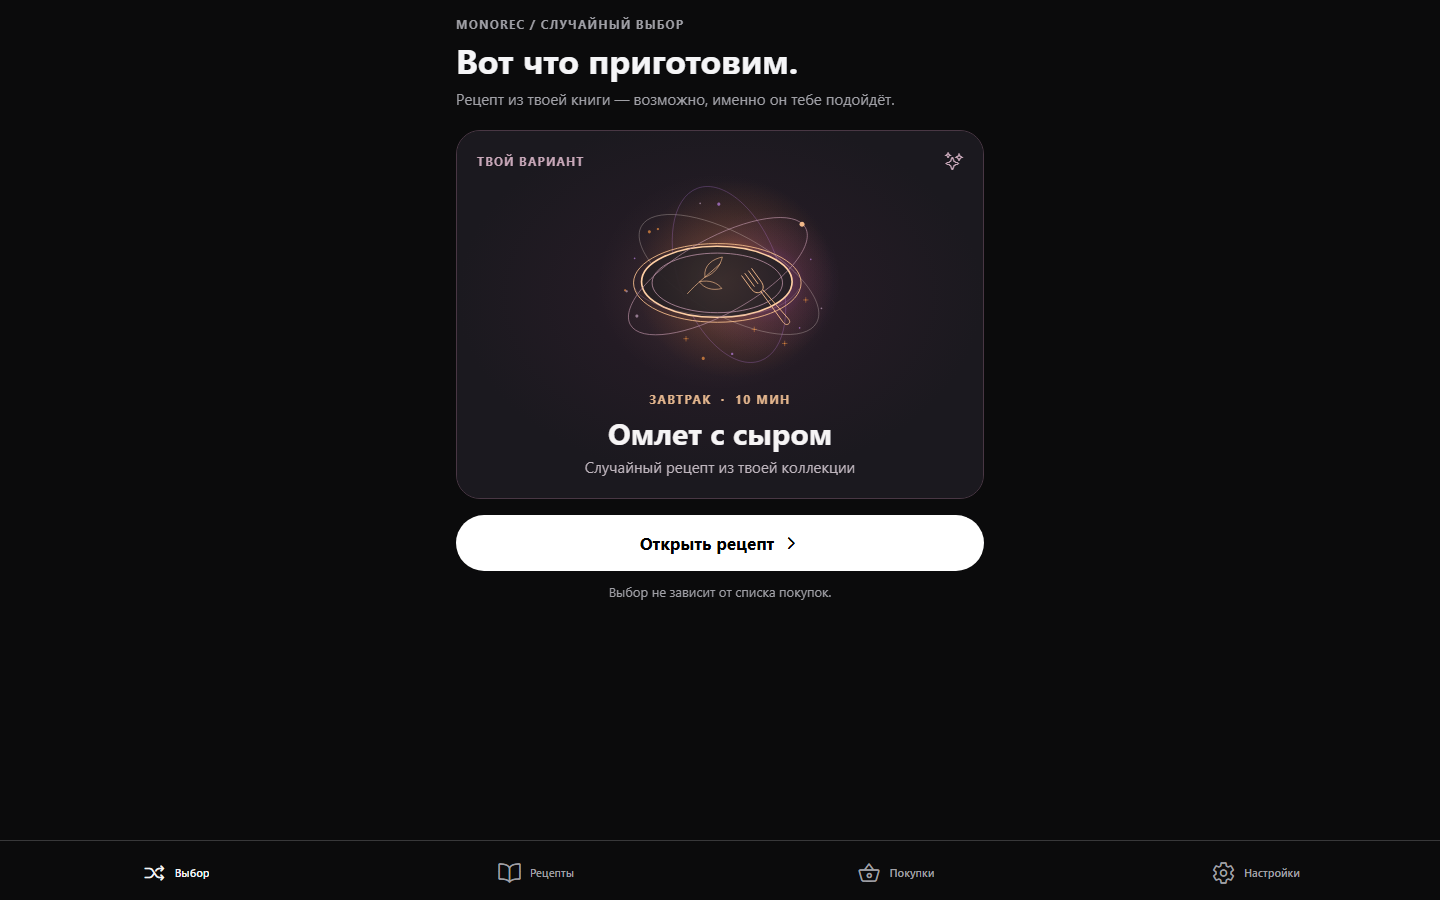 MONOREC / СЛУЧАЙНЫЙ ВЫБОР
Вот что приготовим.
Рецепт из твоей книги — возможно, именно он тебе подойдёт.
ТВОЙ ВАРИАНТ
ЗАВТРАК · 10 МИН
Омлет с сыром
Случайный рецепт из твоей коллекции
Открыть рецепт
Выбор не зависит от списка покупок.
Выбор
Рецепты
Покупки
Настройки